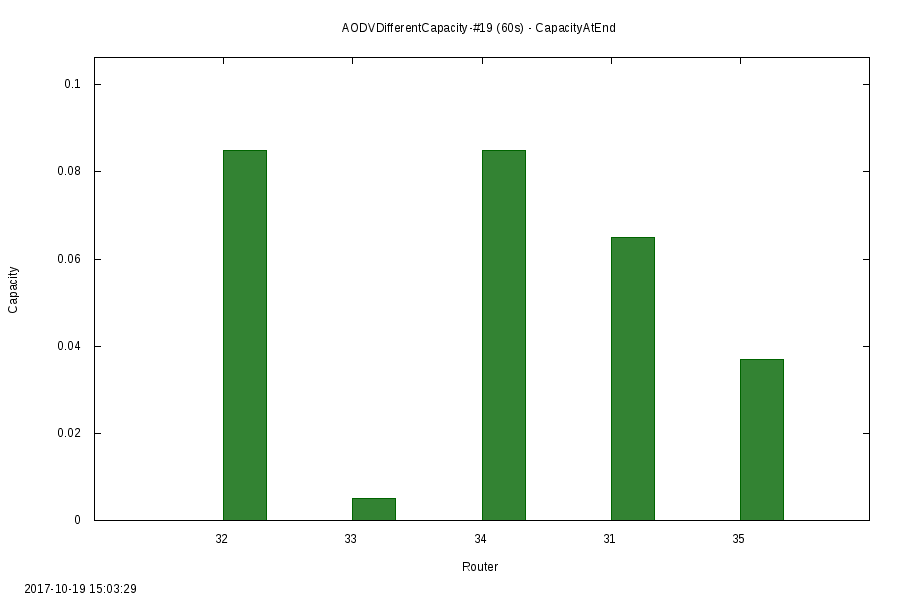 AODVDifferentCapacity-#19 (60s) - CapacityAtEnd
0.1
0.08
0.06
0.04
0.02
0
Capacity
32 33 34 31 35
Router
2017-10-19 15:03:29